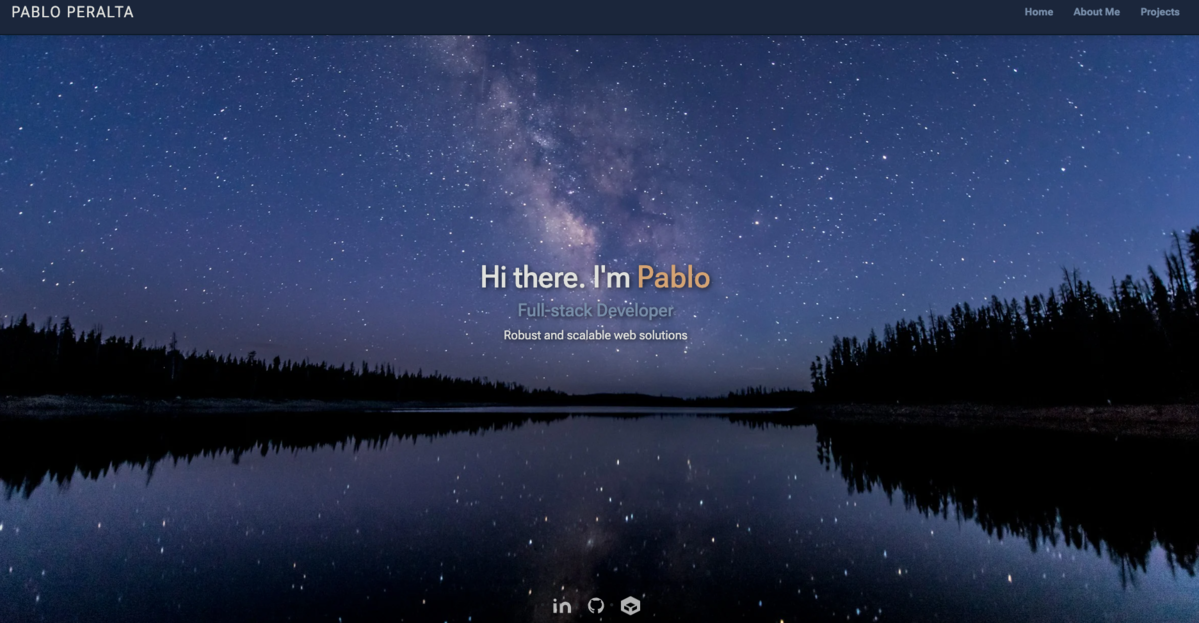 PABLO PERALTA
Home About Me Projects
Hi there. I'm Pablo
Full-stack Developer
Robust and scalable web solutions
in